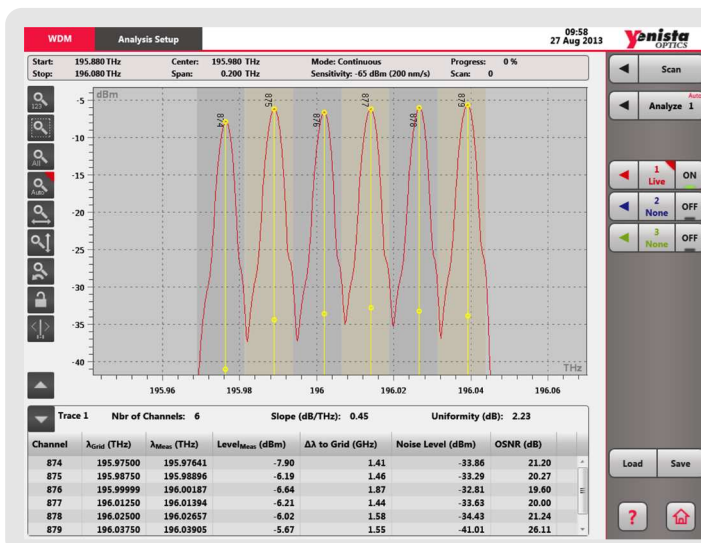 WDM Analysis Setup 09:58
27 Aug 2013
Yenista
OPTICS
Start: 195.880 THz Center: 195.980 THz Mode: Continuous Progress: 0 %
Stop: 196.080 THz Span: 0.200 THz Sensitivity: -65 dBm (200 nm/s) Scan: 0
Scan
Auto
Analyze 1
1
Live
ON
2
None
OFF
3
None
OFF
123
All
Auto
dBm
-5
-10
-15
-20
-25
-30
-35
-40
874
875
876
877
878
879
THz
195.96 195.98 196 196.02 196.04 196.06
Trace 1 Nbr of Channels: 6 Slope (dB/THz): 0.45 Uniformity (dB): 2.23
Channel λGrid (THz) λMeas (THz) LevelMeas (dBm) Δλ to Grid (GHz) Noise Level (dBm) OSNR (dB)
874 195.97500 195.97641 -7.90 1.41 -33.86 21.20
875 195.98750 195.98896 -6.19 1.46 -33.29 20.27
876 195.99999 196.00187 -6.64 1.87 -32.81 19.60
877 196.01250 196.01394 -6.21 1.44 -33.63 20.00
878 196.02500 196.02657 -6.02 1.58 -34.43 21.24
879 196.03750 196.03905 -5.67 1.55 -41.01 26.11
Load Save
?